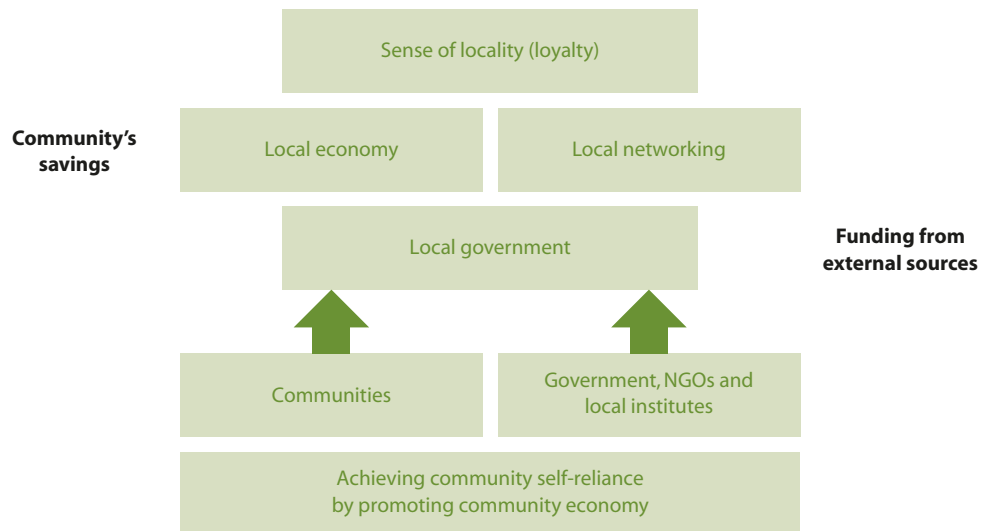 Sense of locality (loyalty)
Community’s
savings
Local economy
Local networking
Local government
Funding from
external sources
Communities
Government, NGOs and
local institutes
Achieving community self-reliance
by promoting community economy